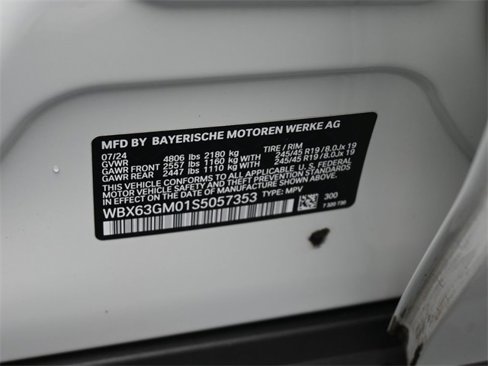 MFD BY BAYERISCHE MOTOREN WERKE AG
07/24 4806 lbs 2180 kg TIRE / RIM
GVWR
GAWR FRONT 2557 lbs 1160 kg WITH 245/45 R19 / 8.0Jx 19
GAWR REAR 2447 lbs 1110 kg WITH 245/45 R19 / 8.0Jx 19
THIS VEHICLE CONFORMS TO ALL APPLICABLE U.S. FEDERAL
MOTOR VEHICLE SAFETY, BUMPER, AND THEFT PREVENTION STANDARDS
IN EFFECT ON THE DATE OF MANUFACTURE SHOWN ABOVE.
WBX63GM01S5057353 TYPE: MPV
300